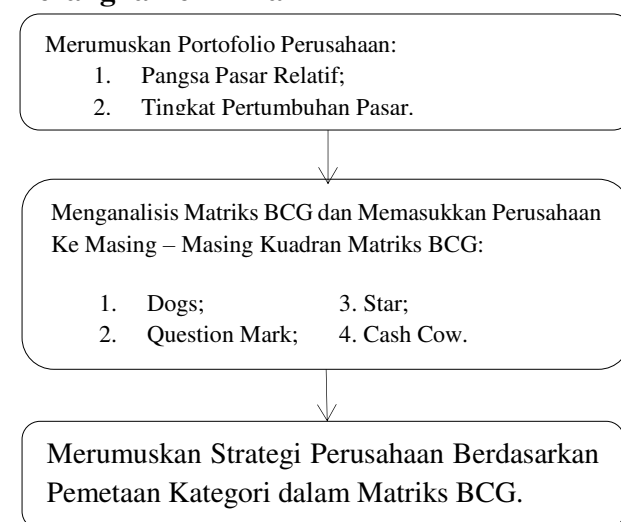 Merumuskan Portofolio Perusahaan:
1. Pangsa Pasar Relatif;
2. Tingkat Pertumbuhan Pasar.
Menganalisis Matriks BCG dan Memasukkan Perusahaan
Ke Masing – Masing Kuadran Matriks BCG:
1. Dogs; 3. Star;
2. Question Mark; 4. Cash Cow.
Merumuskan Strategi Perusahaan Berdasarkan
Pemetaan Kategori dalam Matriks BCG.